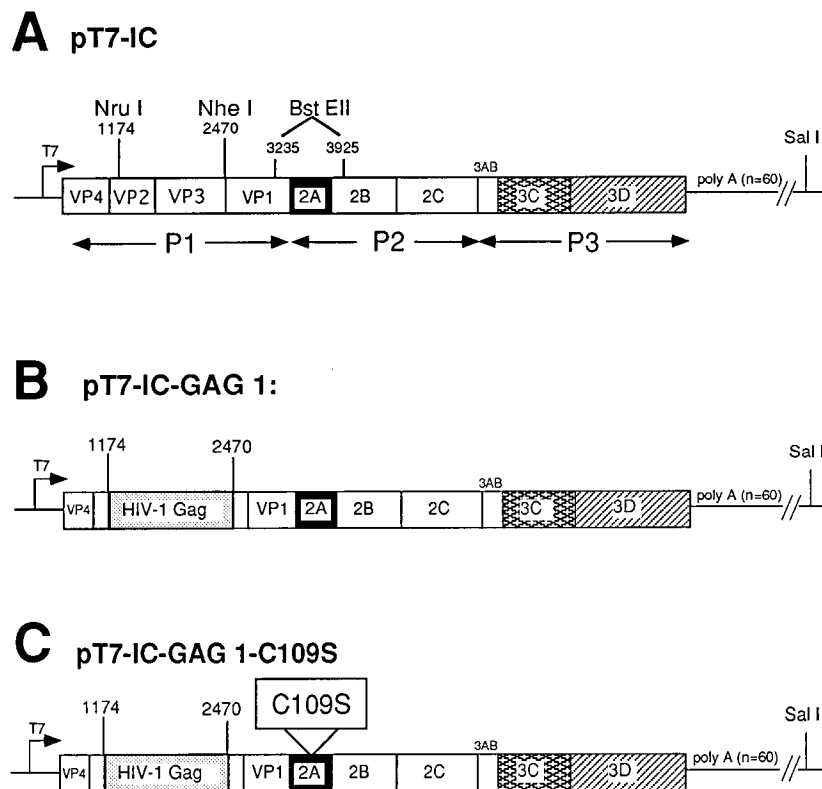 A pT7-IC
Nru I Nhe I Bst EII
1174 2470 3235 3925 Sal I
T7 3AB
VP4 VP2 VP3 VP1 2A 2B 2C 3C 3D poly A (n=60)
P1 P2 P3
B pT7-IC-GAG 1:
1174 2470 Sal I
T7 3AB
VP4 HIV-1 Gag VP1 2A 2B 2C 3C 3D poly A (n=60)
C pT7-IC-GAG 1-C109S
1174 2470 C109S Sal I
T7 3AB
VP4 HIV-1 Gag VP1 2A 2B 2C 3C 3D poly A (n=60)